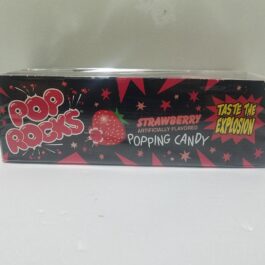 POP
ROCKS
STRAWBERRY
ARTIFICIALLY FLAVORED
POPPING CANDY
TASTE THE
EXPLOSION